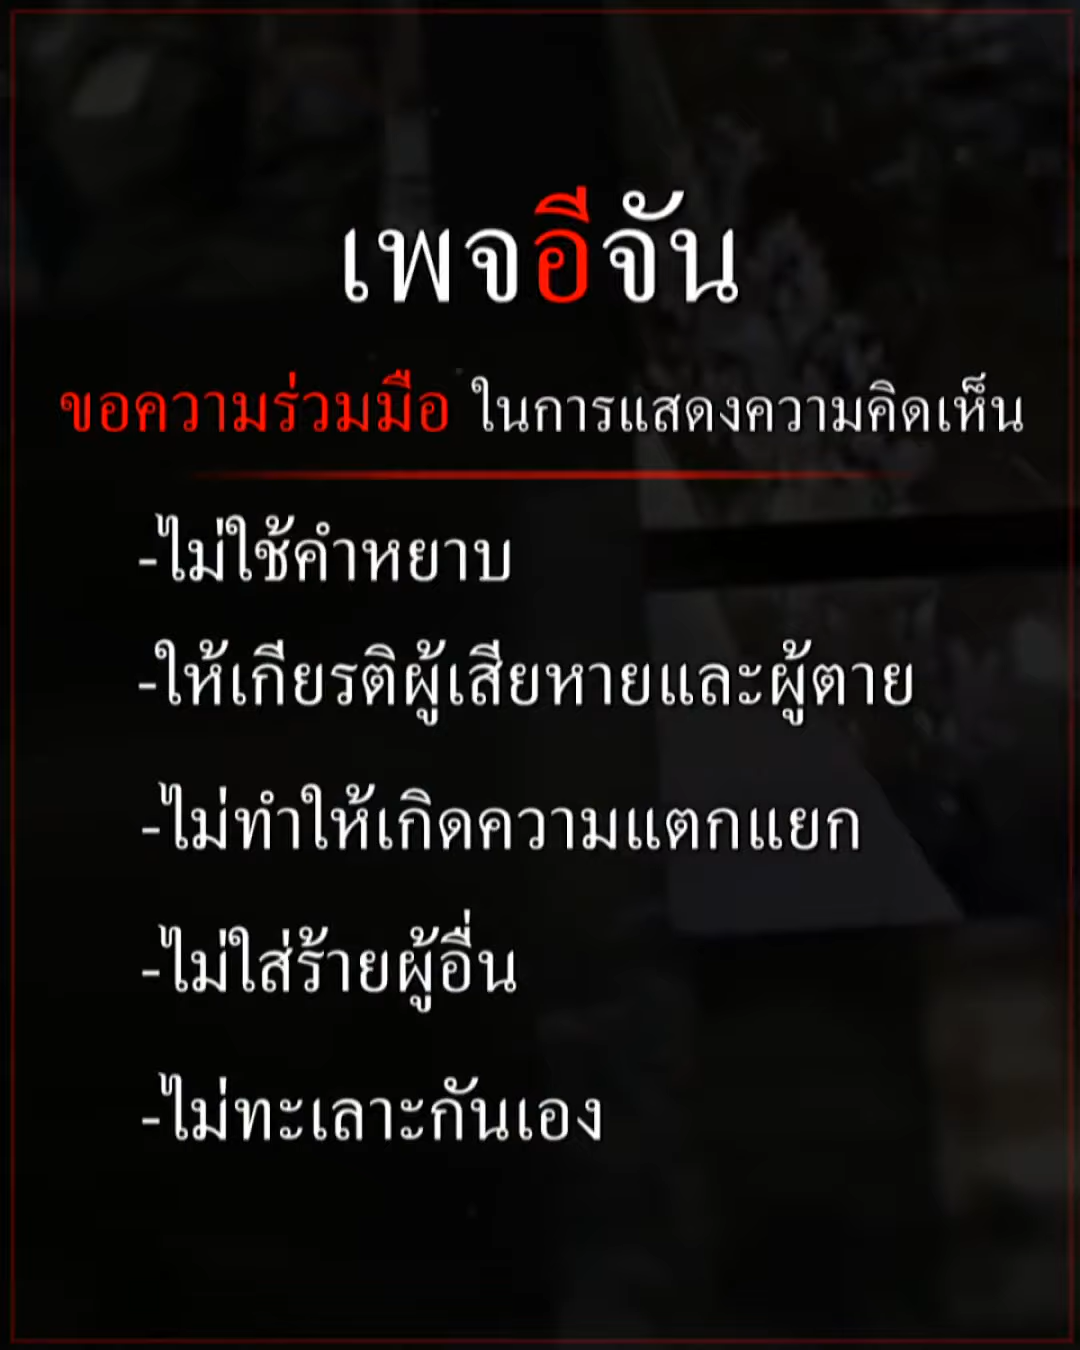 เพจอีจัน
ขอความร่วมมือ ในการแสดงความคิดเห็น
-ไม่ใช้คำหยาบ
-ให้เกียรติผู้เสียหายและผู้ตาย
-ไม่ทำให้เกิดความแตกแยก
-ไม่ใส่ร้ายผู้อื่น
-ไม่ทะเลาะกันเอง